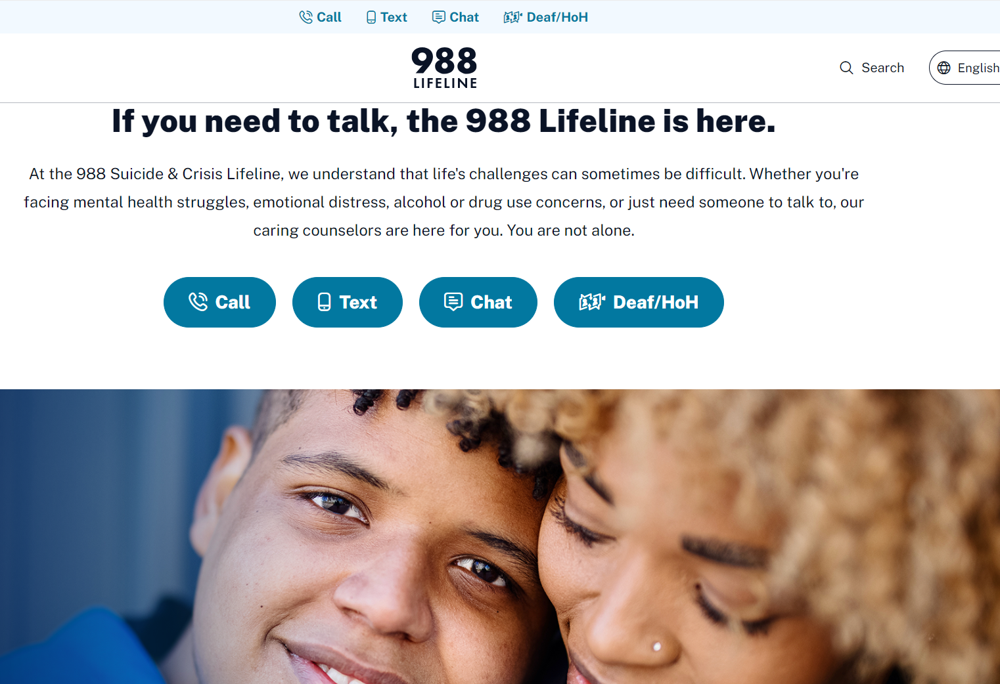 Call Text Chat Deaf/HoH
988
LIFELINE
Search English
If you need to talk, the 988 Lifeline is here.
At the 988 Suicide & Crisis Lifeline, we understand that life's challenges can sometimes be difficult. Whether you're
facing mental health struggles, emotional distress, alcohol or drug use concerns, or just need someone to talk to, our
caring counselors are here for you. You are not alone.
Call Text Chat Deaf/HoH